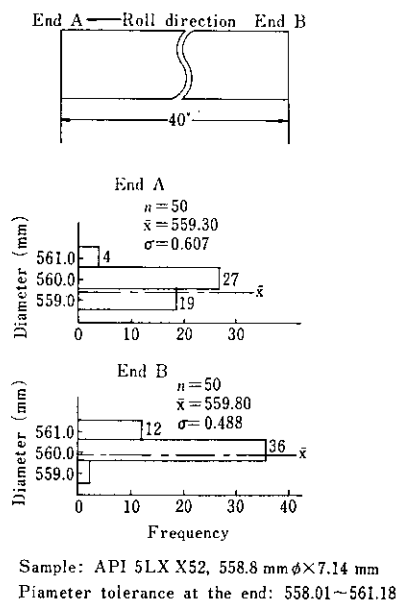 End A Roll direction End B
40'
End A
n=50
x̄=559.30
σ=0.607
Diameter (mm)
561.0
560.0
559.0
4
27
19
x̄
0 10 20 30
End B
n=50
x̄=559.80
σ=0.488
Diameter (mm)
561.0
560.0
559.0
12
36
x̄
0 10 20 30 40
Frequency
Sample: API 5LX X52, 558.8 mm φ×7.14 mm
Piameter tolerance at the end: 558.01~561.18